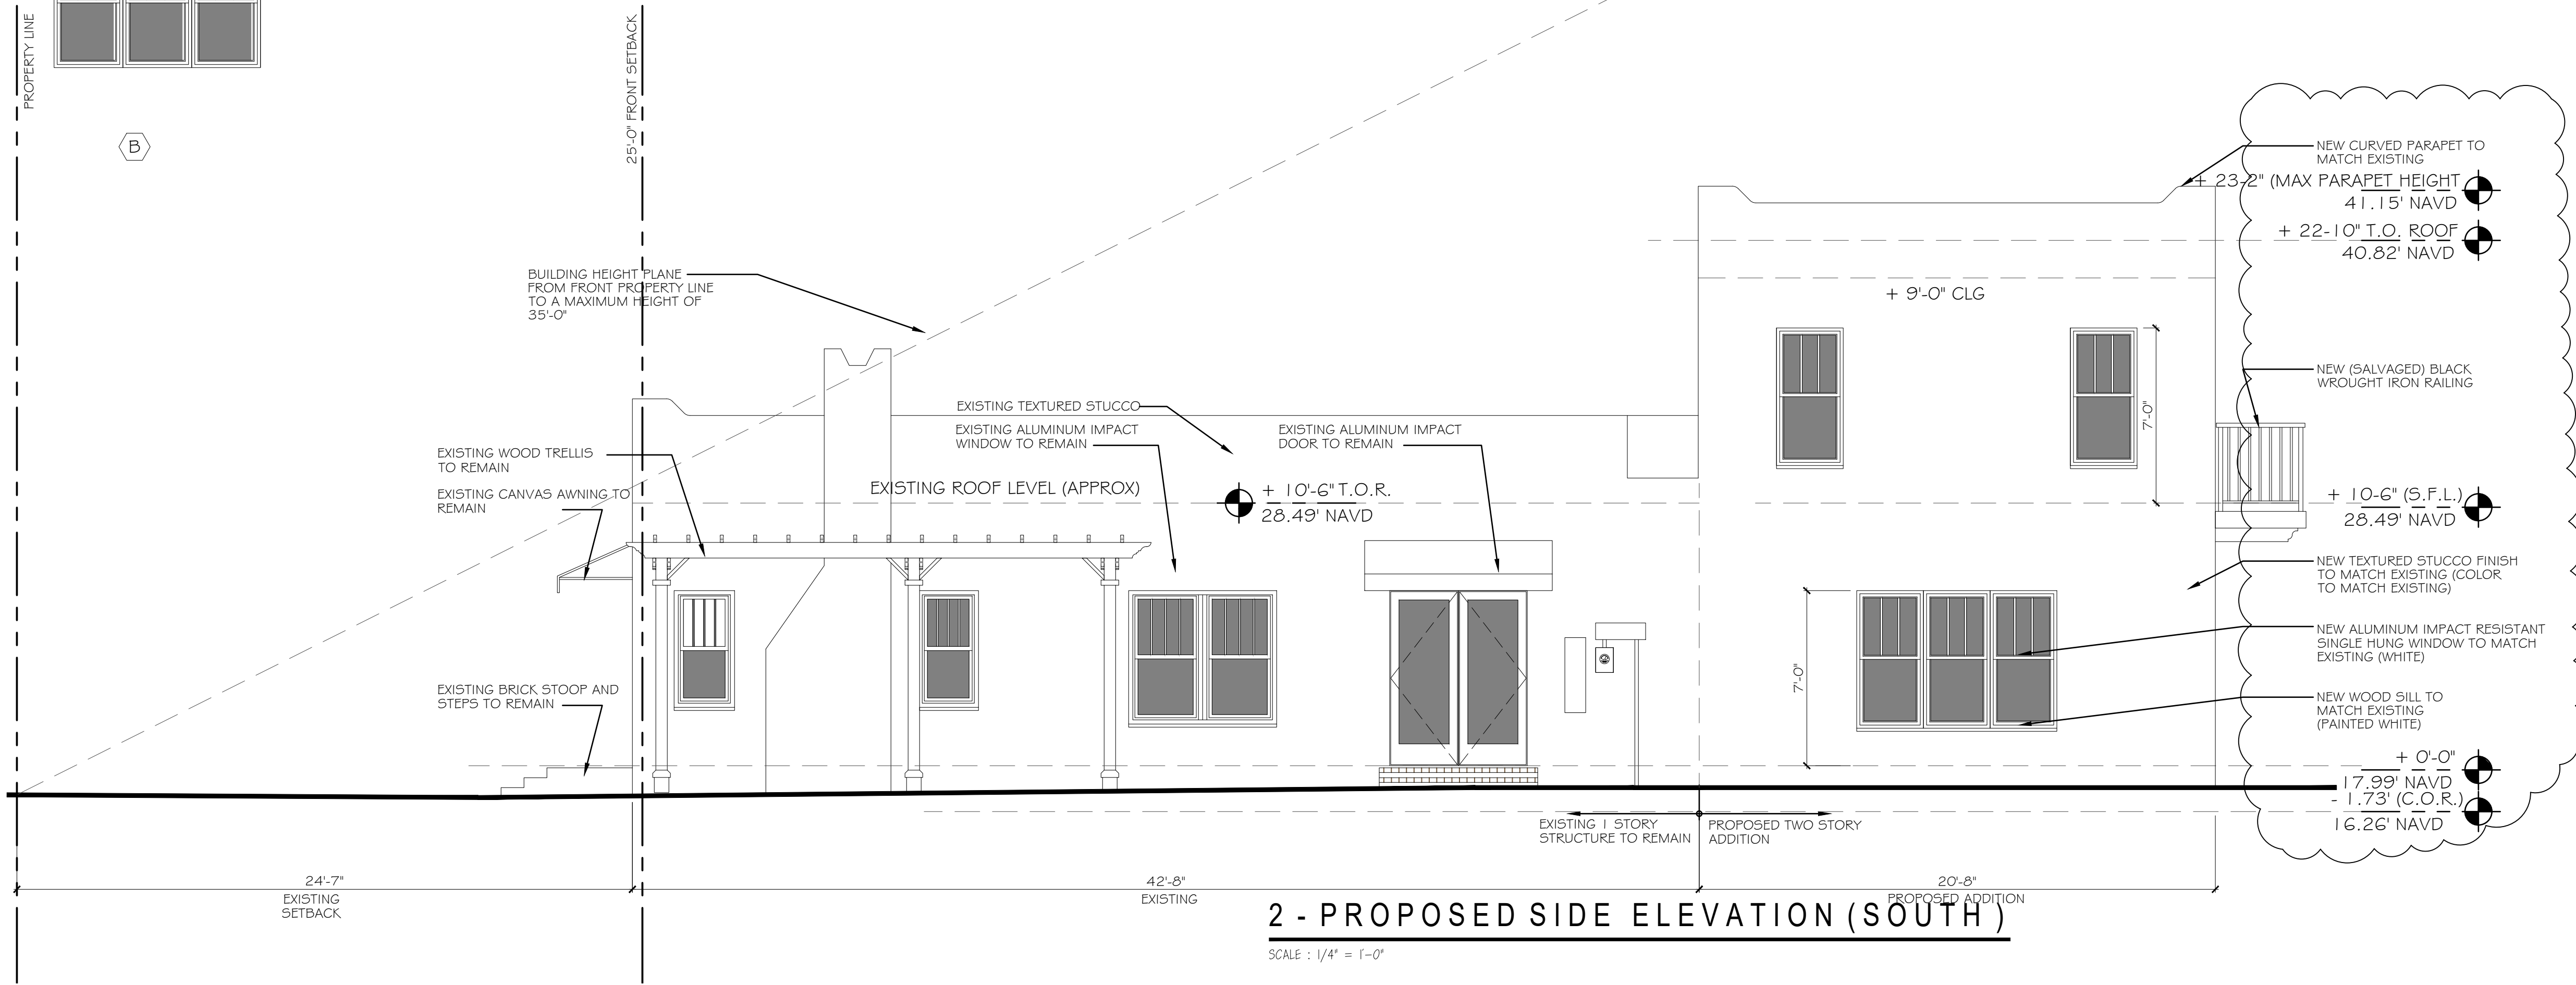 PROPERTY LINE
25'-0" FRONT SETBACK
B
BUILDING HEIGHT PLANE
FROM FRONT PROPERTY LINE
TO A MAXIMUM HEIGHT OF
35'-0"
EXISTING WOOD TRELLIS
TO REMAIN
EXISTING CANVAS AWNING TO
REMAIN
EXISTING BRICK STOOP AND
STEPS TO REMAIN
EXISTING TEXTURED STUCCO
EXISTING ALUMINUM IMPACT
WINDOW TO REMAIN
EXISTING ALUMINUM IMPACT
DOOR TO REMAIN
EXISTING ROOF LEVEL (APPROX)
+ 10'-6" T.O.R.
28.49' NAVD
+ 9'-0" CLG
7'-0"
7'-0"
NEW CURVED PARAPET TO
MATCH EXISTING
+ 23-2" (MAX PARAPET HEIGHT
41.15' NAVD
+ 22-10" T.O. ROOF
40.82' NAVD
NEW (SALVAGED) BLACK
WROUGHT IRON RAILING
+ 10-6" (S.F.L.)
28.49' NAVD
NEW TEXTURED STUCCO FINISH
TO MATCH EXISTING (COLOR
TO MATCH EXISTING)
NEW ALUMINUM IMPACT RESISTANT
SINGLE HUNG WINDOW TO MATCH
EXISTING (WHITE)
NEW WOOD SILL TO
MATCH EXISTING
(PAINTED WHITE)
+ 0'-0"
17.99' NAVD
- 1.73' (C.O.R.)
16.26' NAVD
EXISTING 1 STORY
STRUCTURE TO REMAIN
PROPOSED TWO STORY
ADDITION
24'-7"
EXISTING
SETBACK
42'-8"
EXISTING
20'-8"
PROPOSED ADDITION
2 - PROPOSED SIDE ELEVATION (SOUTH)
SCALE : 1/4" = 1'-0"